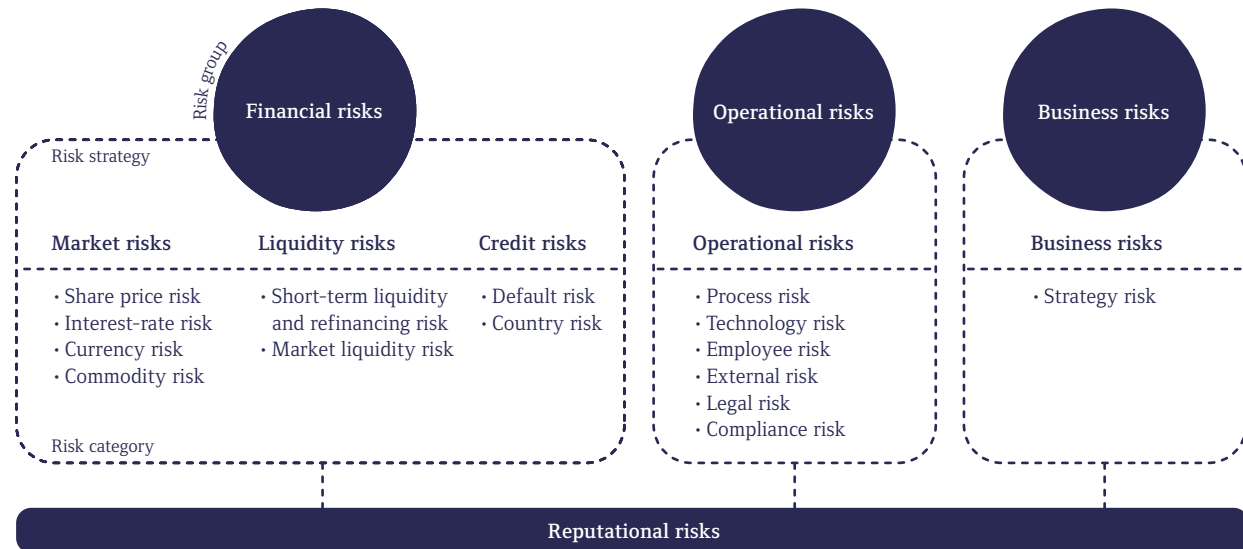 Risk group
Financial risks
Operational risks
Business risks
Risk strategy
Market risks
· Share price risk
· Interest-rate risk
· Currency risk
· Commodity risk
Liquidity risks
· Short-term liquidity
and refinancing risk
· Market liquidity risk
Credit risks
· Default risk
· Country risk
Risk category
Operational risks
· Process risk
· Technology risk
· Employee risk
· External risk
· Legal risk
· Compliance risk
Business risks
· Strategy risk
Reputational risks